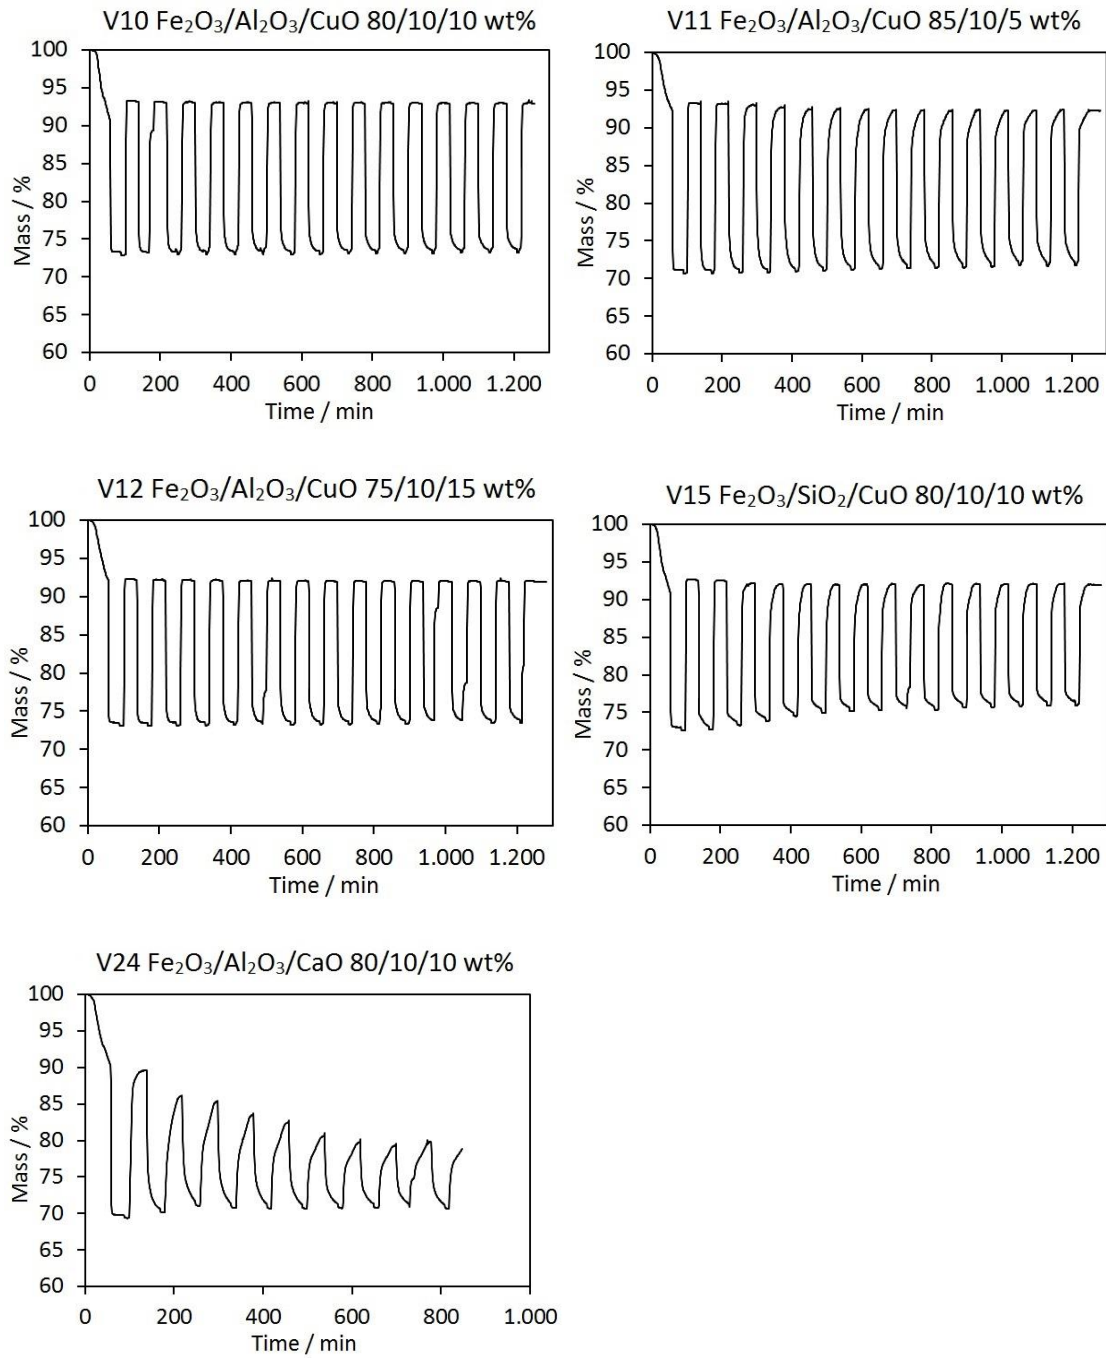 V10 Fe₂O₃/Al₂O₃/CuO 80/10/10 wt%
100
95
90
85
80
75
70
65
60
Mass / %
0 200 400 600 800 1.000 1.200
Time / min
V11 Fe₂O₃/Al₂O₃/CuO 85/10/5 wt%
100
95
90
85
80
75
70
65
60
Mass / %
0 200 400 600 800 1.000 1.200
Time / min
V12 Fe₂O₃/Al₂O₃/CuO 75/10/15 wt%
100
95
90
85
80
75
70
65
60
Mass / %
0 200 400 600 800 1.000 1.200
Time / min
V15 Fe₂O₃/SiO₂/CuO 80/10/10 wt%
100
95
90
85
80
75
70
65
60
Mass / %
0 200 400 600 800 1.000 1.200
Time / min
V24 Fe₂O₃/Al₂O₃/CaO 80/10/10 wt%
100
95
90
85
80
75
70
65
60
Mass / %
0 200 400 600 800 1.000
Time / min